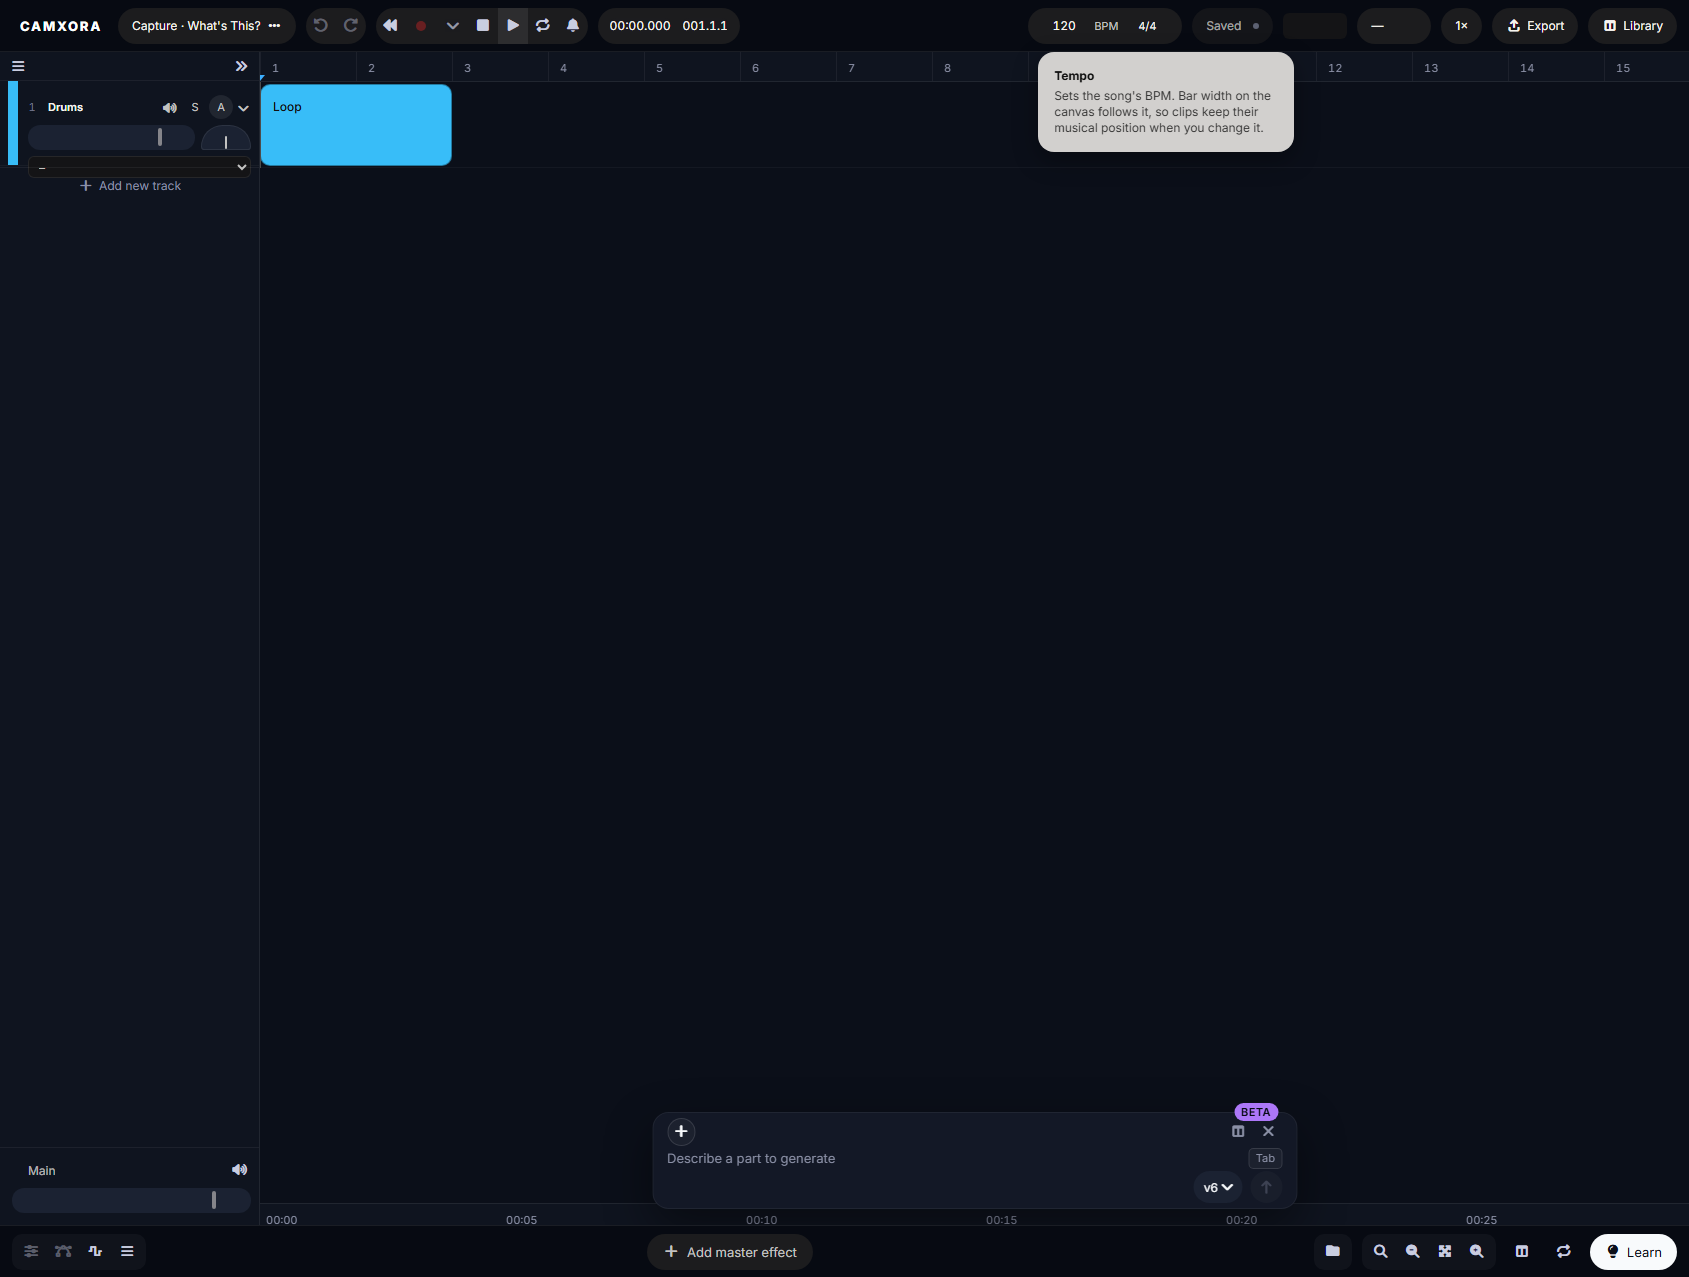 CAMXORA
Capture · What's This?
00:00.000 001.1.1
120 BPM 4/4
Saved
1×
Export
Library
1 2 3 4 5 6 7 8 12 13 14 15
1 Drums S A
–
Add new track
Loop
Tempo
Sets the song's BPM. Bar width on the
canvas follows it, so clips keep their
musical position when you change it.
BETA
Describe a part to generate
Tab
v6
Main
00:00 00:05 00:10 00:15 00:20 00:25
Add master effect
Learn